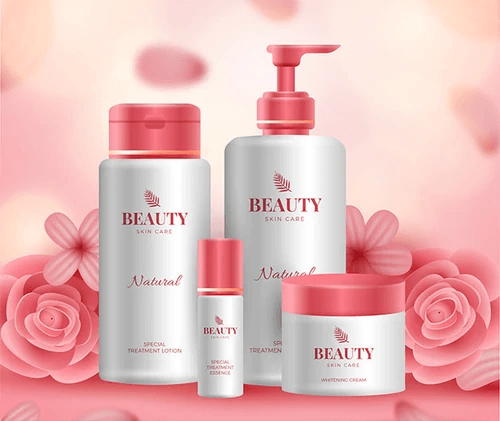 BEAUTY
SKIN CARE
Natural
SPECIAL
TREATMENT LOTION
BEAUTY
SKIN CARE
Natural
SPECIAL
TREATMENT
BEAUTY
SKIN CARE
SPECIAL
TREATMENT
ESSENCE
BEAUTY
SKIN CARE
WHITENING CREAM